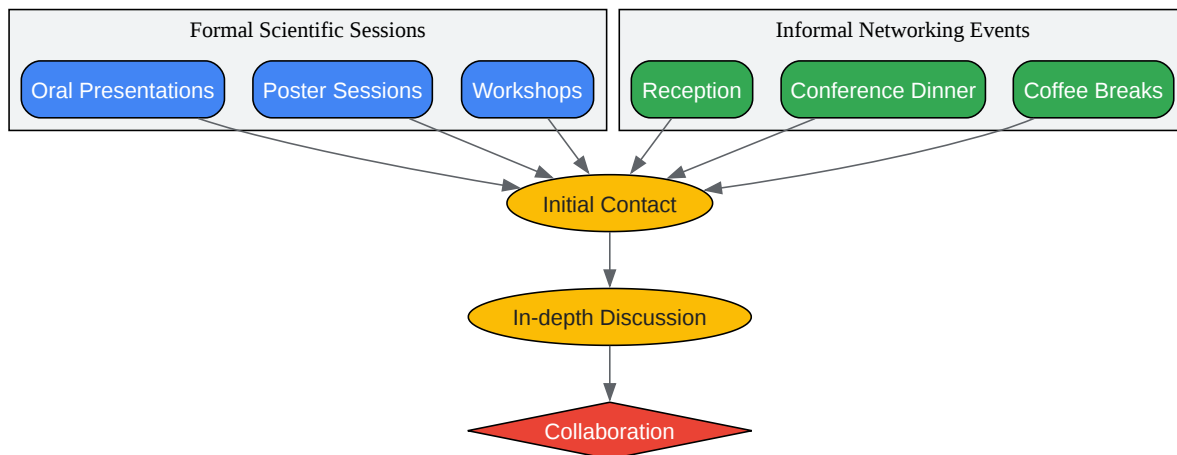 Formal Scientific Sessions
Informal Networking Events
Oral Presentations
Poster Sessions
Workshops
Reception
Conference Dinner
Coffee Breaks
Initial Contact
In-depth Discussion
Collaboration